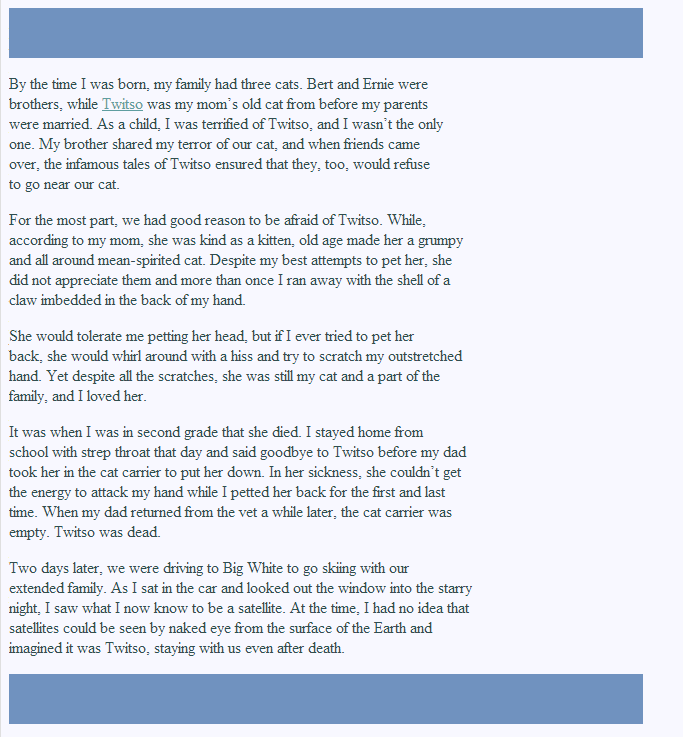 By the time I was born, my family had three cats. Bert and Ernie were
brothers, while Twitso was my mom's old cat from before my parents
were married. As a child, I was terrified of Twitso, and I wasn't the only
one. My brother shared my terror of our cat, and when friends came
over, the infamous tales of Twitso ensured that they, too, would refuse
to go near our cat.
For the most part, we had good reason to be afraid of Twitso. While,
according to my mom, she was kind as a kitten, old age made her a grumpy
and all around mean-spirited cat. Despite my best attempts to pet her, she
did not appreciate them and more than once I ran away with the shell of a
claw imbedded in the back of my hand.
She would tolerate me petting her head, but if I ever tried to pet her
back, she would whirl around with a hiss and try to scratch my outstretched
hand. Yet despite all the scratches, she was still my cat and a part of the
family, and I loved her.
It was when I was in second grade that she died. I stayed home from
school with strep throat that day and said goodbye to Twitso before my dad
took her in the cat carrier to put her down. In her sickness, she couldn't get
the energy to attack my hand while I petted her back for the first and last
time. When my dad returned from the vet a while later, the cat carrier was
empty. Twitso was dead.
Two days later, we were driving to Big White to go skiing with our
extended family. As I sat in the car and looked out the window into the starry
night, I saw what I now know to be a satellite. At the time, I had no idea that
satellites could be seen by naked eye from the surface of the Earth and
imagined it was Twitso, staying with us even after death.